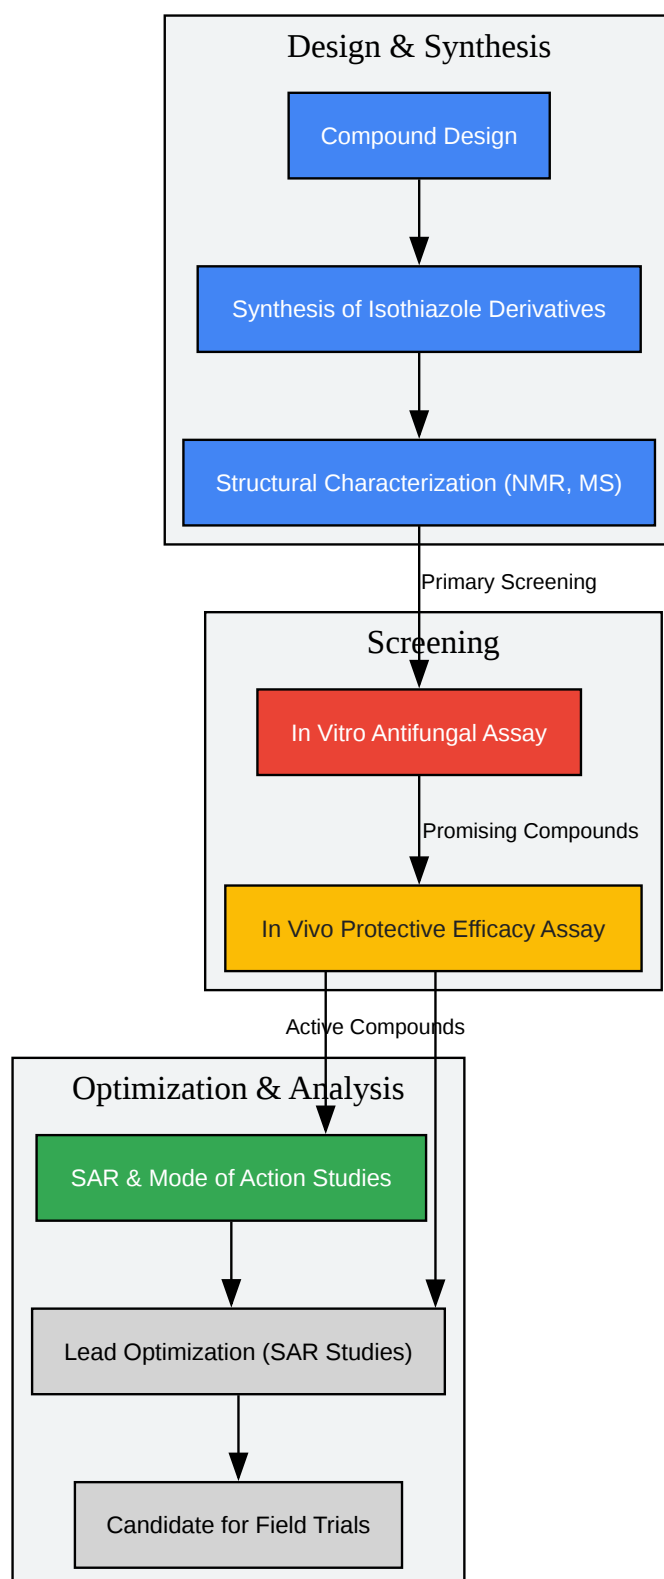 Design & Synthesis
Compound Design
Synthesis of Isothiazole Derivatives
Structural Characterization (NMR, MS)
Primary Screening
Screening
In Vitro Antifungal Assay
Promising Compounds
In Vivo Protective Efficacy Assay
Active Compounds
Optimization & Analysis
SAR & Mode of Action Studies
Lead Optimization (SAR Studies)
Candidate for Field Trials